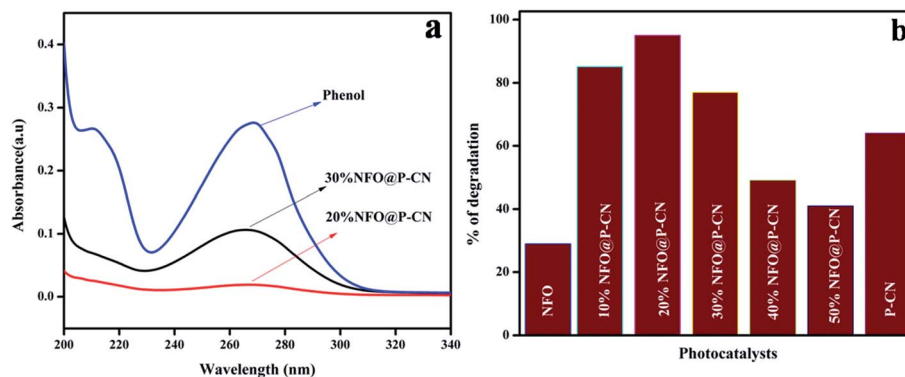 a
Absorbance(a.u)
0.4
0.3
0.2
0.1
0.0
Phenol
30%NFO@P-CN
20%NFO@P-CN
200
220
240
260
280
300
320
340
Wavelength (nm)
b
% of degradation
100
80
60
40
20
0
NFO
10% NFO@P-CN
20% NFO@P-CN
30% NFO@P-CN
40% NFO@P-CN
50% NFO@P-CN
P-CN
Photocatalysts